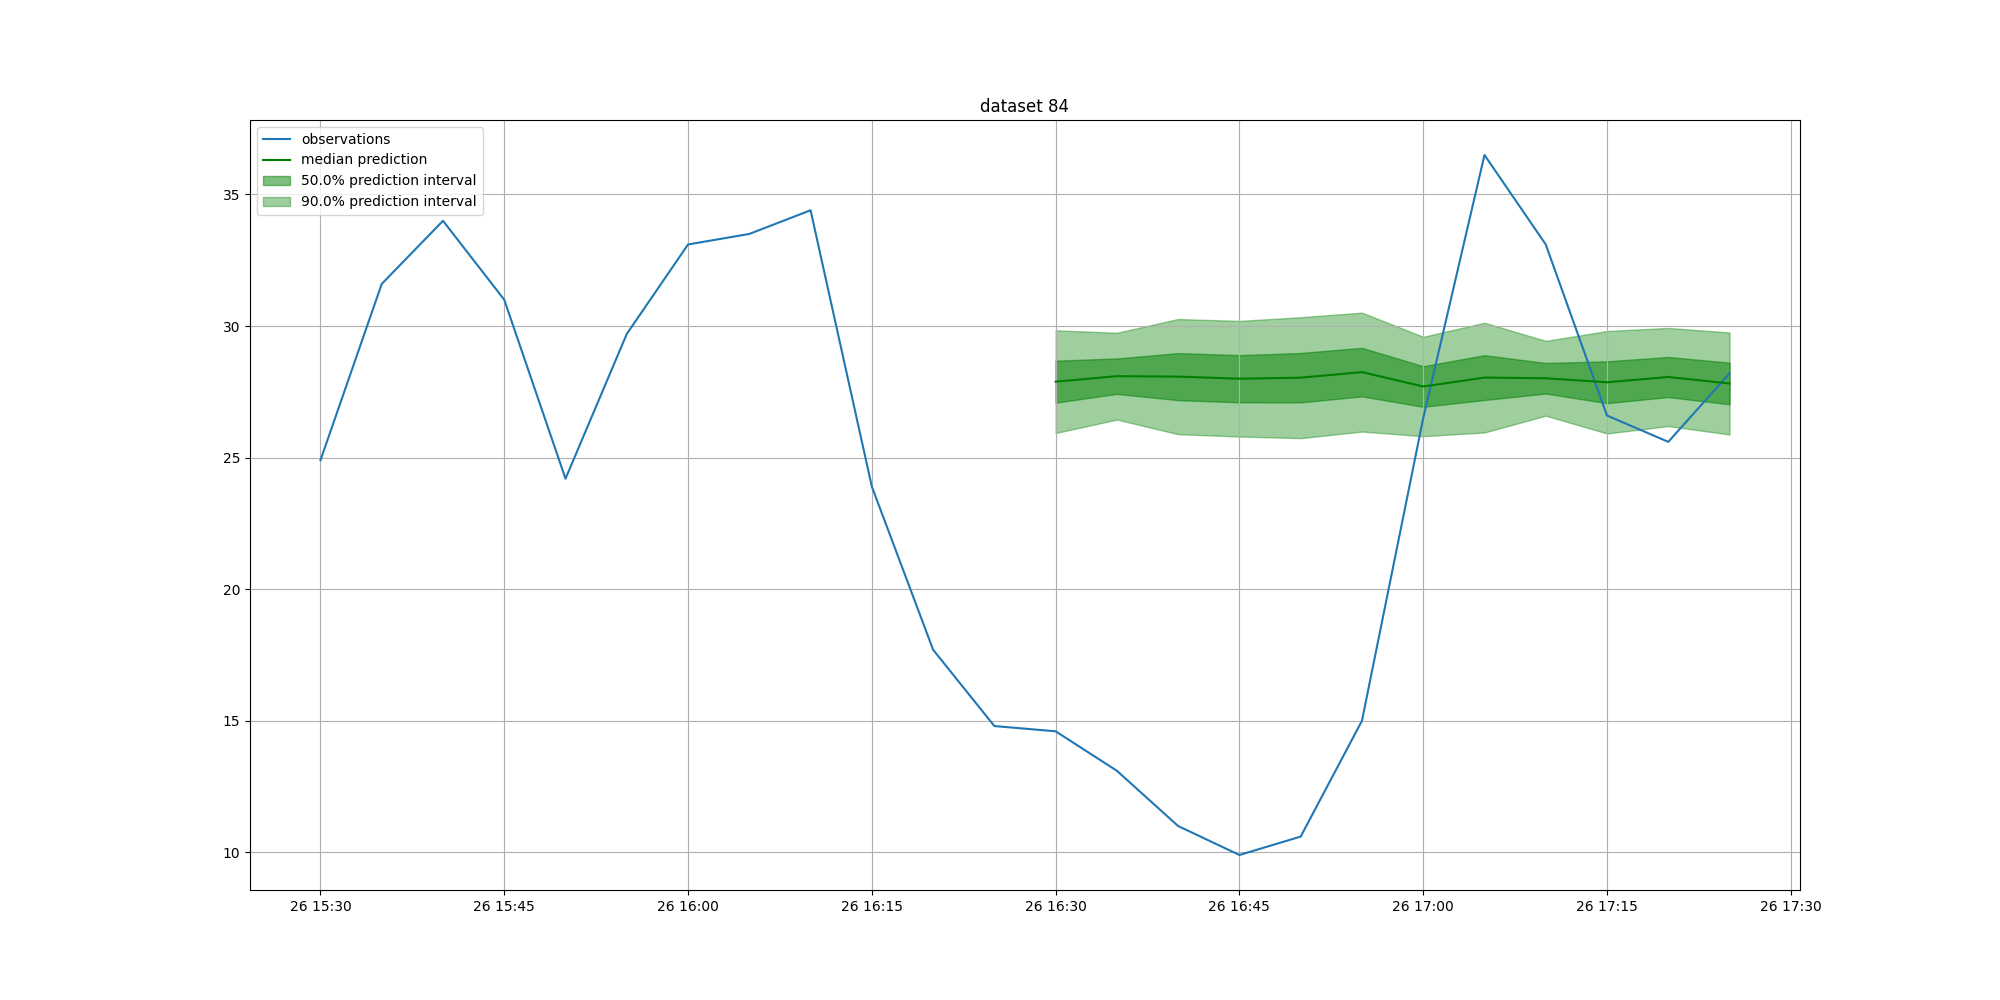 dataset 84
observations
median prediction
50.0% prediction interval
90.0% prediction interval
35
30
25
20
15
10
26 15:30 26 15:45 26 16:00 26 16:15 26 16:30 26 16:45 26 17:00 26 17:15 26 17:30